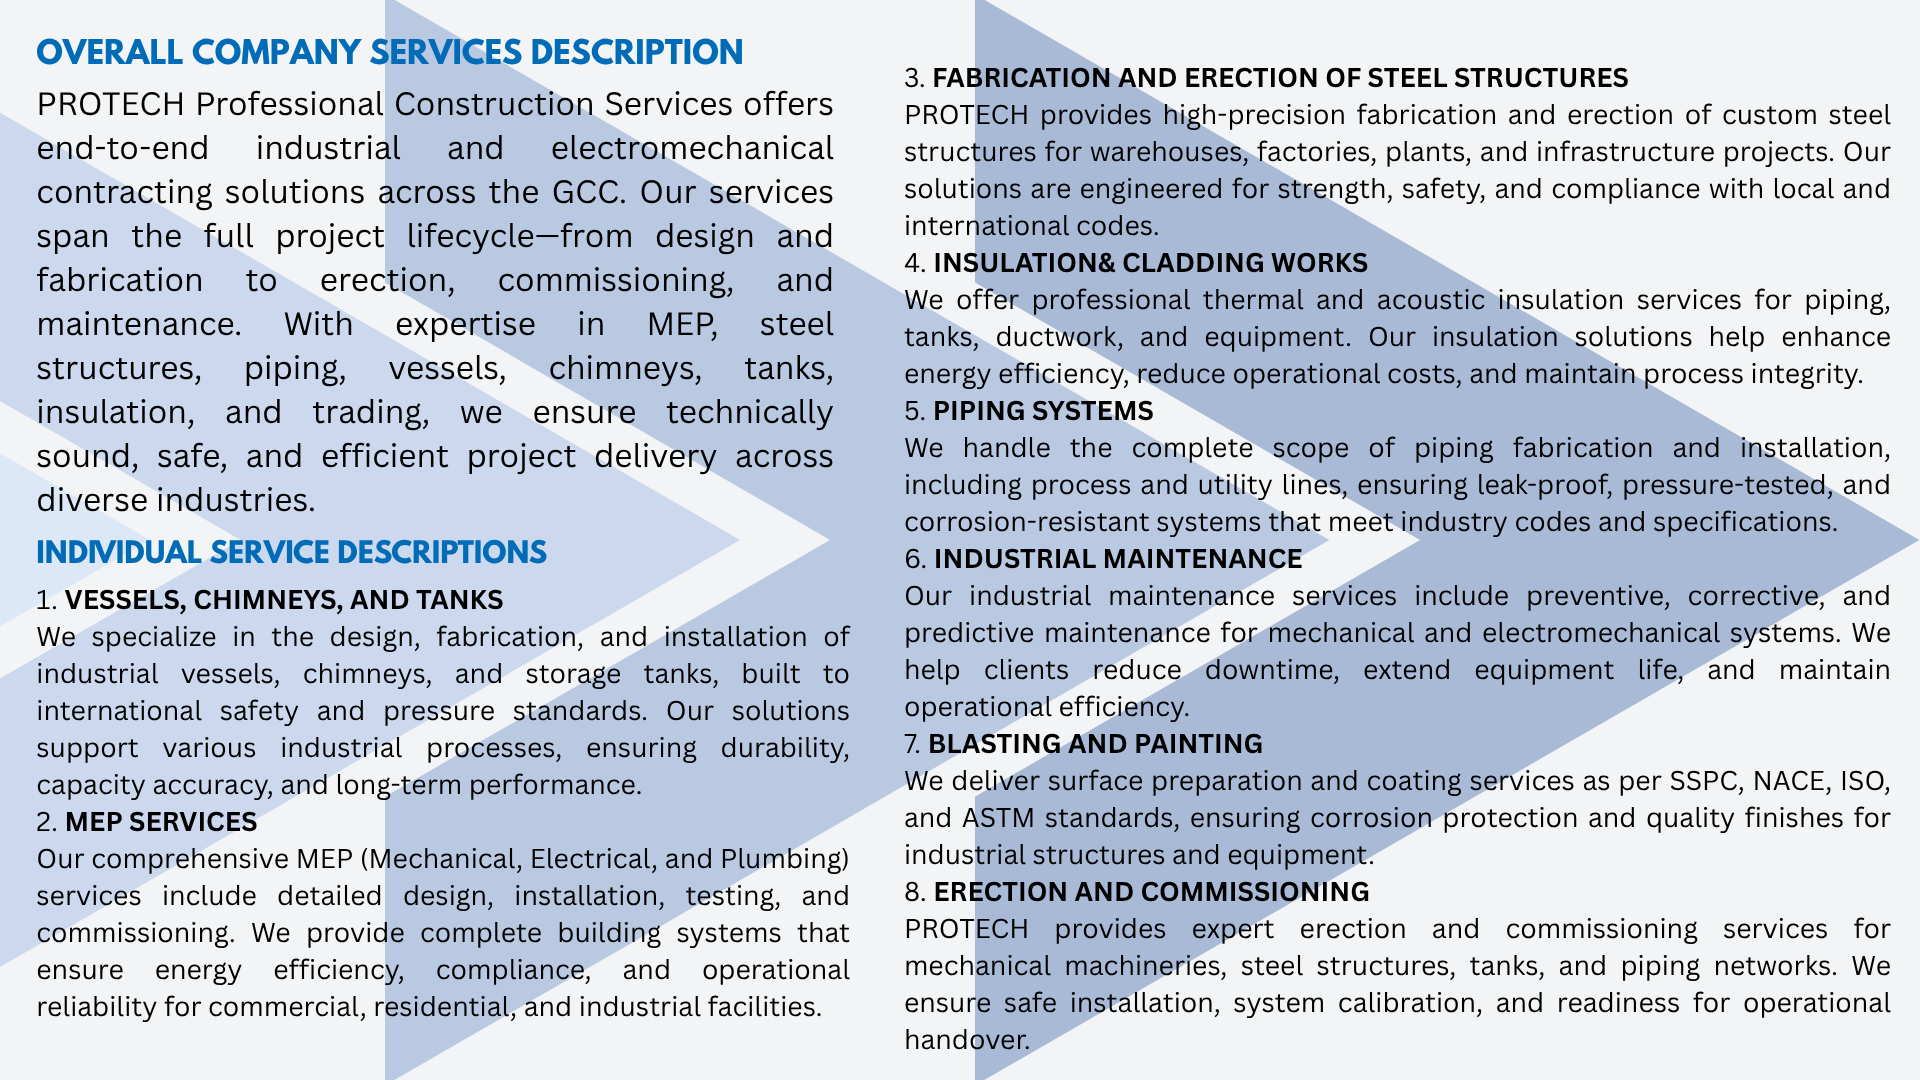 OVERALL COMPANY SERVICES DESCRIPTION
PROTECH Professional Construction Services offers
end-to-end industrial and electromechanical
contracting solutions across the GCC. Our services
span the full project lifecycle—from design and
fabrication to erection, commissioning, and
maintenance. With expertise in MEP, steel
structures, piping, vessels, chimneys, tanks,
insulation, and trading, we ensure technically
sound, safe, and efficient project delivery across
diverse industries.
INDIVIDUAL SERVICE DESCRIPTIONS
1. VESSELS, CHIMNEYS, AND TANKS
We specialize in the design, fabrication, and installation of
industrial vessels, chimneys, and storage tanks, built to
international safety and pressure standards. Our solutions
support various industrial processes, ensuring durability,
capacity accuracy, and long-term performance.
2. MEP SERVICES
Our comprehensive MEP (Mechanical, Electrical, and Plumbing)
services include detailed design, installation, testing, and
commissioning. We provide complete building systems that
ensure energy efficiency, compliance, and operational
reliability for commercial, residential, and industrial facilities.
3. FABRICATION AND ERECTION OF STEEL STRUCTURES
PROTECH provides high-precision fabrication and erection of custom steel
structures for warehouses, factories, plants, and infrastructure projects. Our
solutions are engineered for strength, safety, and compliance with local and
international codes.
4. INSULATION& CLADDING WORKS
We offer professional thermal and acoustic insulation services for piping,
tanks, ductwork, and equipment. Our insulation solutions help enhance
energy efficiency, reduce operational costs, and maintain process integrity.
5. PIPING SYSTEMS
We handle the complete scope of piping fabrication and installation,
including process and utility lines, ensuring leak-proof, pressure-tested, and
corrosion-resistant systems that meet industry codes and specifications.
6. INDUSTRIAL MAINTENANCE
Our industrial maintenance services include preventive, corrective, and
predictive maintenance for mechanical and electromechanical systems. We
help clients reduce downtime, extend equipment life, and maintain
operational efficiency.
7. BLASTING AND PAINTING
We deliver surface preparation and coating services as per SSPC, NACE, ISO,
and ASTM standards, ensuring corrosion protection and quality finishes for
industrial structures and equipment.
8. ERECTION AND COMMISSIONING
PROTECH provides expert erection and commissioning services for
mechanical machineries, steel structures, tanks, and piping networks. We
ensure safe installation, system calibration, and readiness for operational
handover.